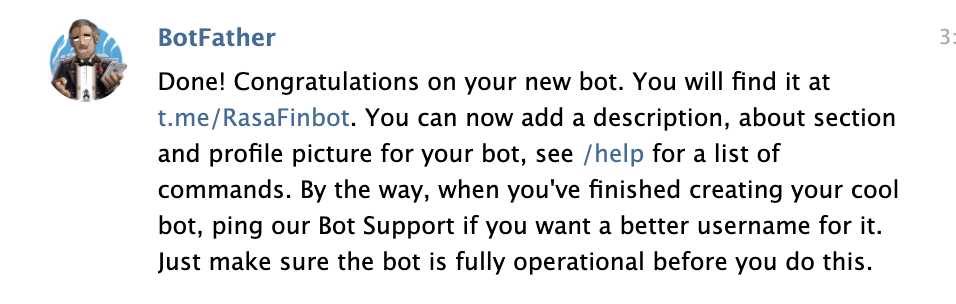 BotFather
3:
Done! Congratulations on your new bot. You will find it at
t.me/RasaFinbot. You can now add a description, about section
and profile picture for your bot, see /help for a list of
commands. By the way, when you've finished creating your cool
bot, ping our Bot Support if you want a better username for it.
Just make sure the bot is fully operational before you do this.